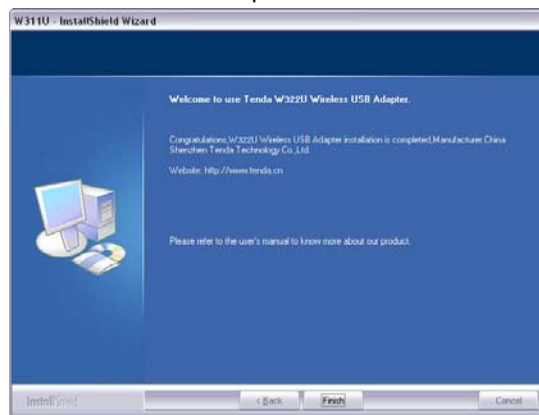 W311U - InstallShield Wizard
Welcome to use Tenda W322U Wireless USB Adapter.
Congratulations,W322U Wireless USB Adapter installation is completed,Manufacturer:China
Shenzhen Tenda Technology Co.,Ltd
Website: http://www.tenda.cn
Please refer to the user's manual to know more about our product.
InstallShield
< Back
Finish
Cancel